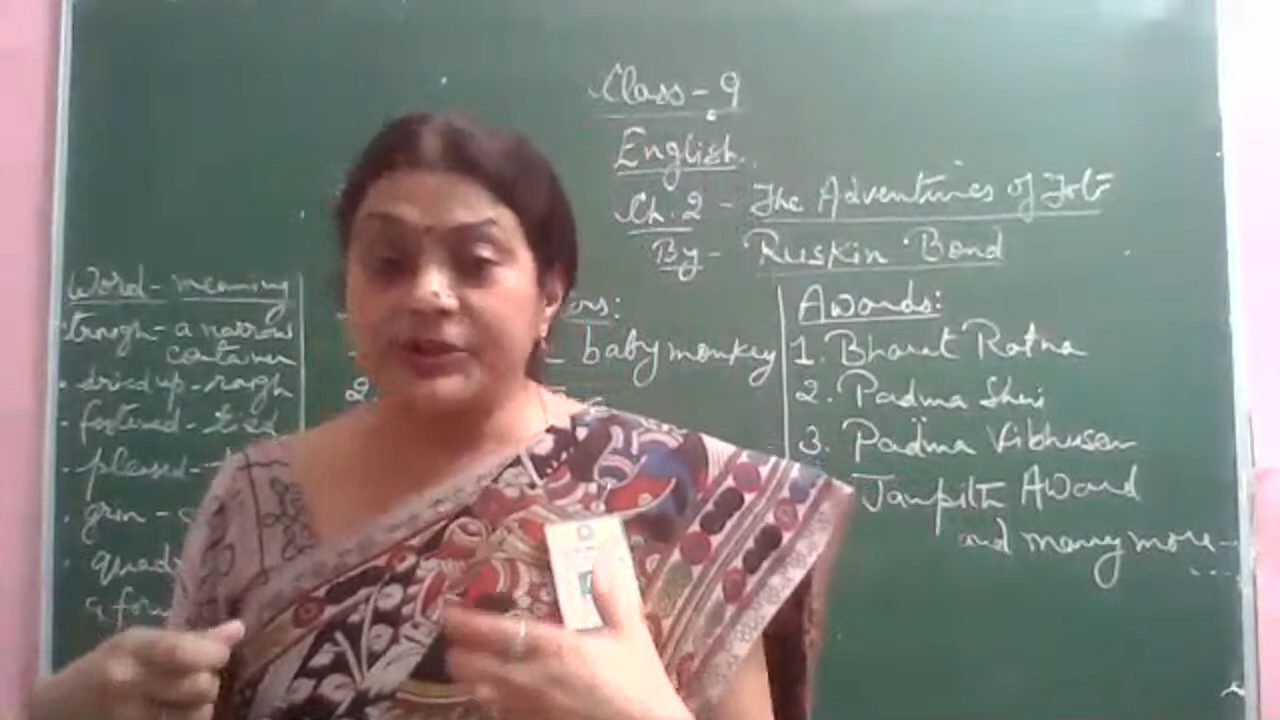 Class - 9
English
Ch. 2 - The Adventures of Toto
By - Ruskin Bond
Word - meaning
trough - a narrow
container
dried up - rough
fastened - tied
pleased -
grin -
baby monkey
2.
Awards:
1. Bharat Ratna
2. Padma Shri
3. Padma Vibhusan
Award
and many more -
....